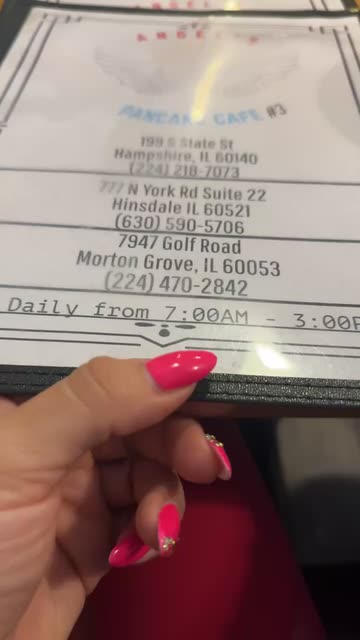 ANGEL'S
PANCAKE CAFE #3
199 S State St
Hampshire, IL 60140
(224) 218-7073
777 N York Rd Suite 22
Hinsdale IL 60521
(630) 590-5706
7947 Golf Road
Morton Grove, IL 60053
(224) 470-2842
Daily from 7:00AM - 3:00P